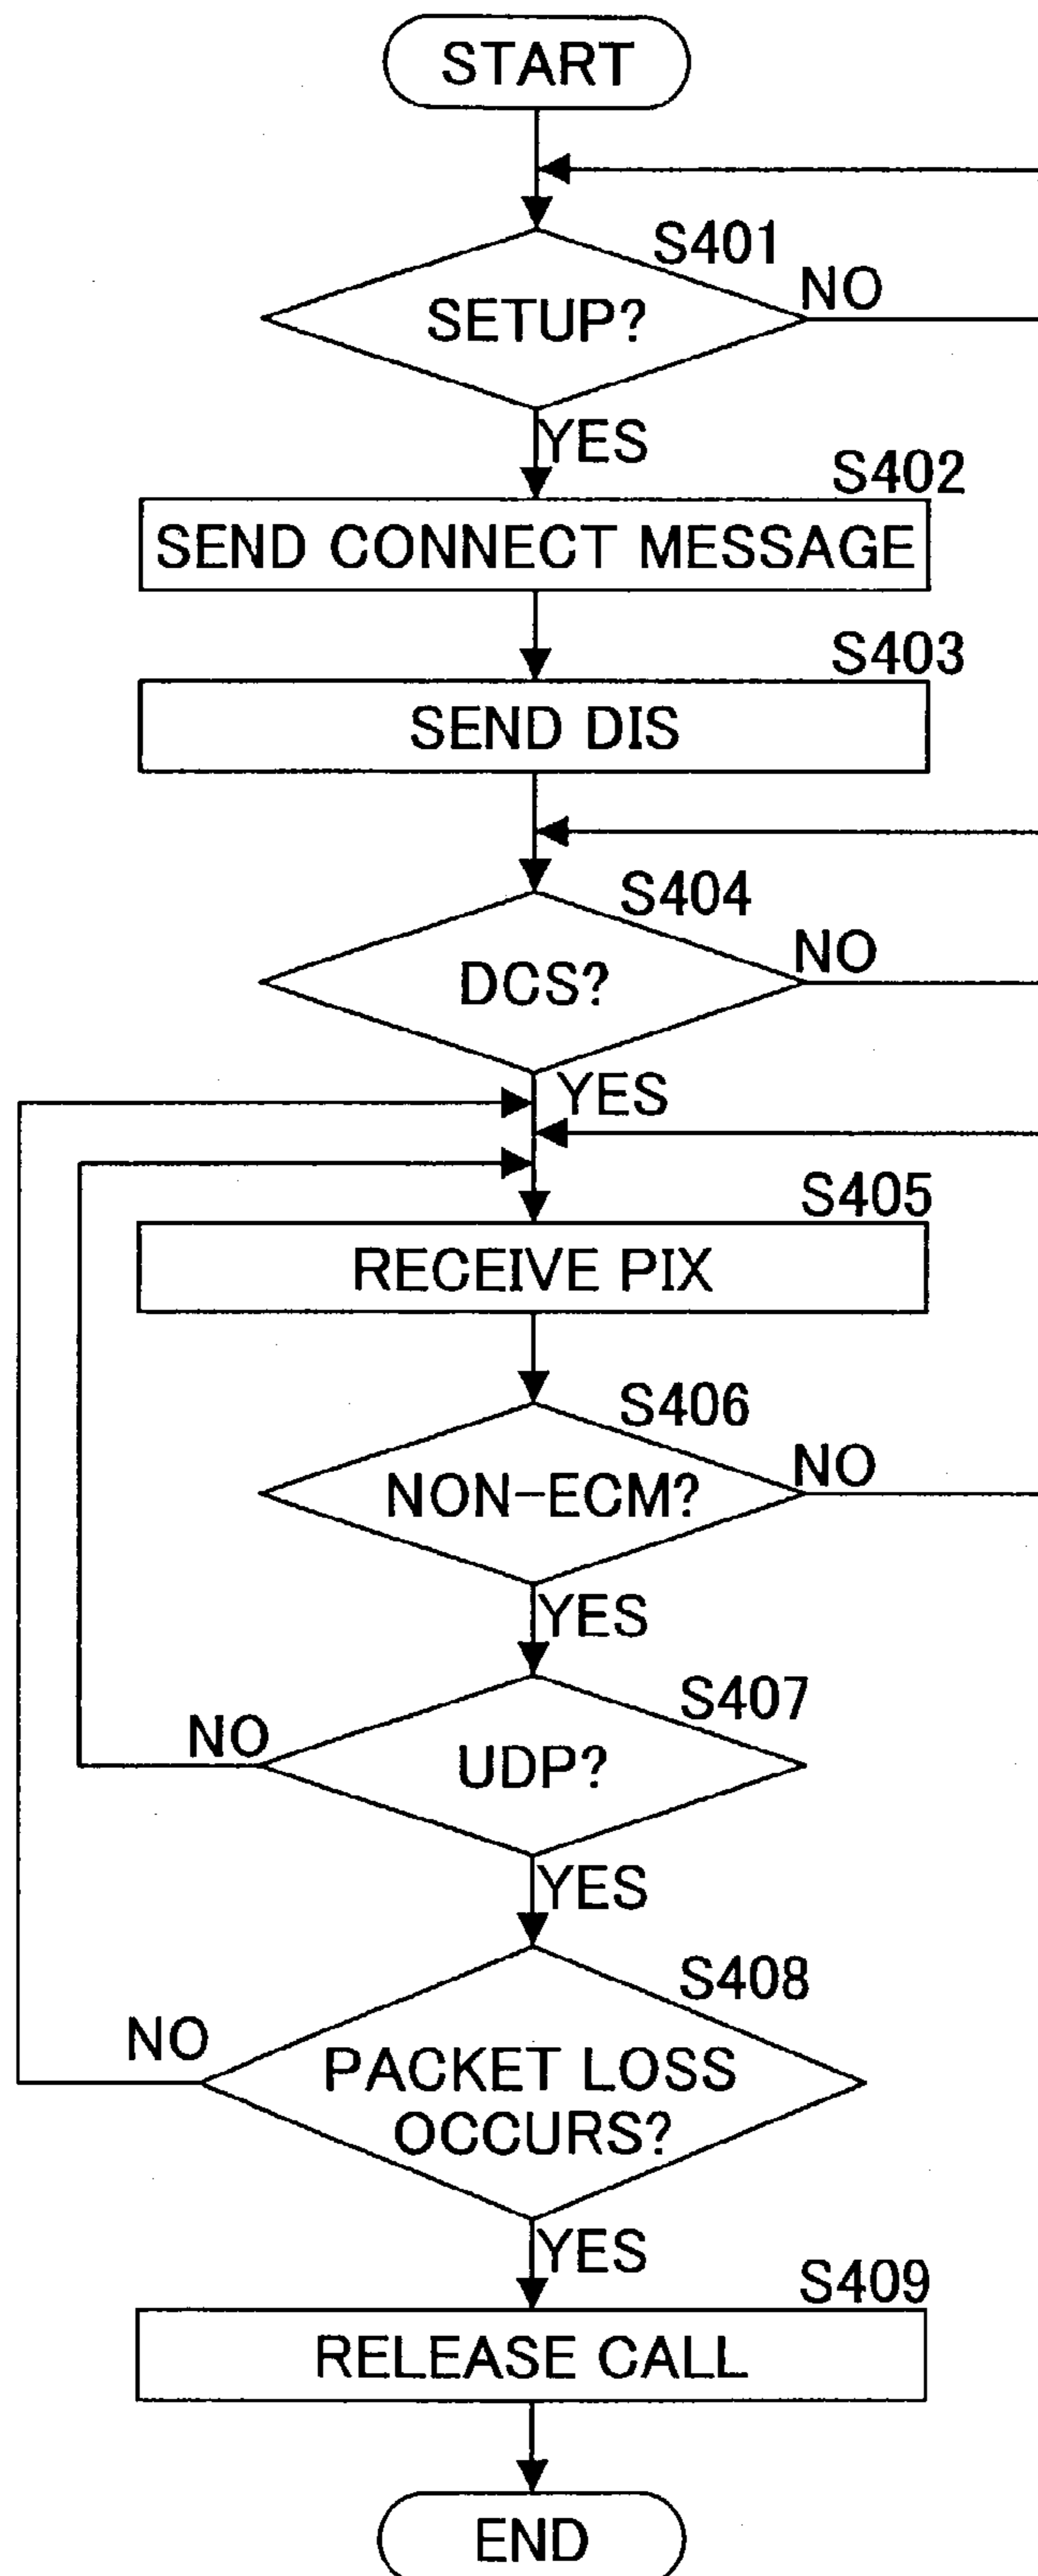 START
S401
SETUP?
NO
YES
S402
SEND CONNECT MESSAGE
S403
SEND DIS
S404
DCS?
NO
YES
S405
RECEIVE PIX
S406
NON-ECM?
NO
YES
S407
NO
UDP?
YES
S408
NO
PACKET LOSS
OCCURS?
YES
S409
RELEASE CALL
END